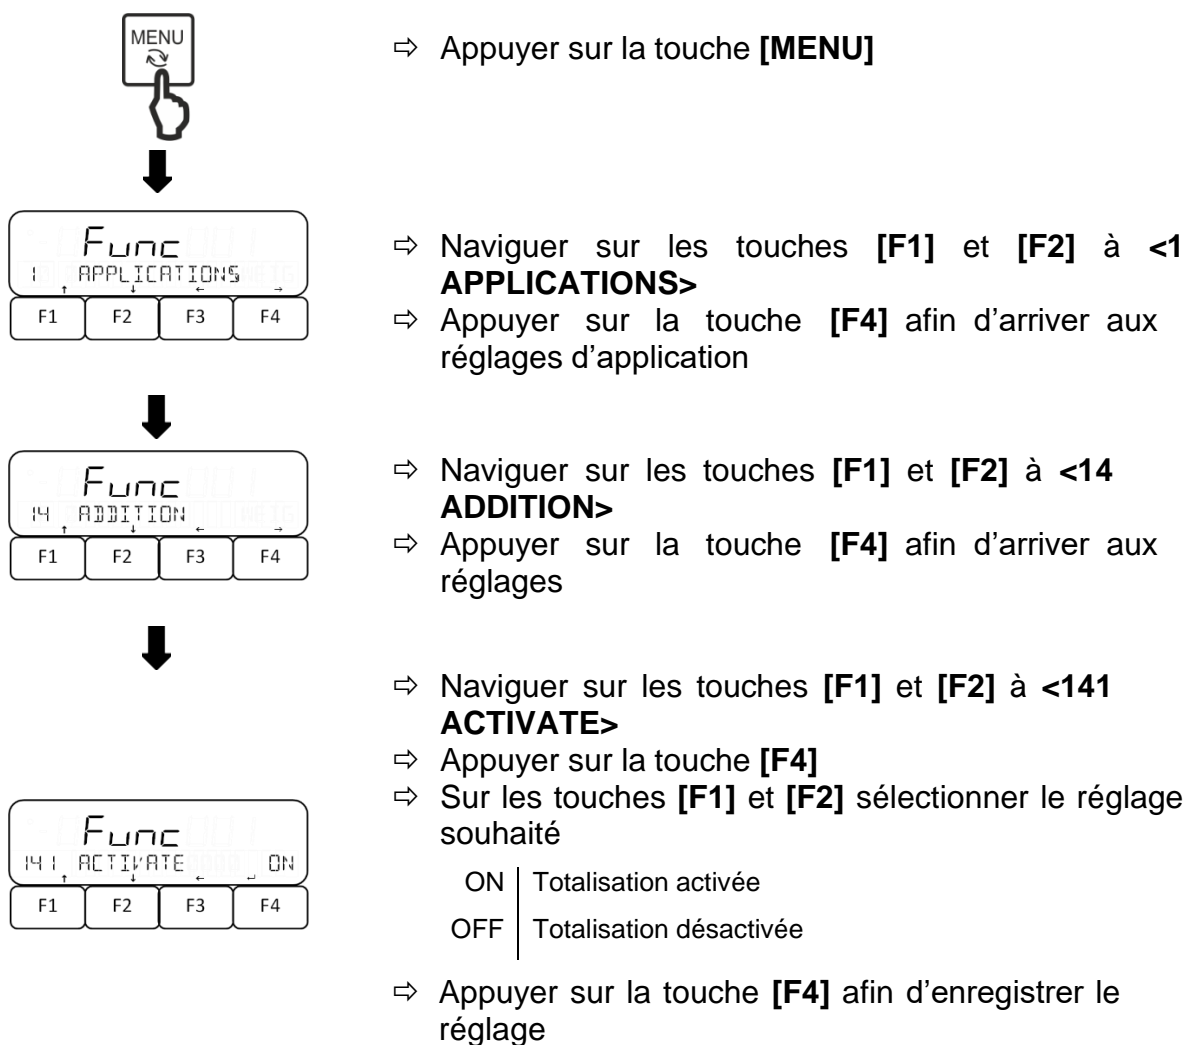 MENU
⇨ Appuyer sur la touche [MENU]
Func
1 APPLICATIONS
↑ ↓ ← →
F1 F2 F3 F4
⇨ Naviguer sur les touches [F1] et [F2] à <1
APPLICATIONS>
⇨ Appuyer sur la touche [F4] afin d’arriver aux
réglages d’application
Func
14 ADDITION
↑ ↓ ← →
F1 F2 F3 F4
⇨ Naviguer sur les touches [F1] et [F2] à <14
ADDITION>
⇨ Appuyer sur la touche [F4] afin d’arriver aux
réglages
⇨ Naviguer sur les touches [F1] et [F2] à <141
ACTIVATE>
⇨ Appuyer sur la touche [F4]
⇨ Sur les touches [F1] et [F2] sélectionner le réglage
souhaité
Func
141 ACTIVATE ON
↑ ↓ ← ↵
F1 F2 F3 F4
ON Totalisation activée
OFF Totalisation désactivée
⇨ Appuyer sur la touche [F4] afin d’enregistrer le
réglage